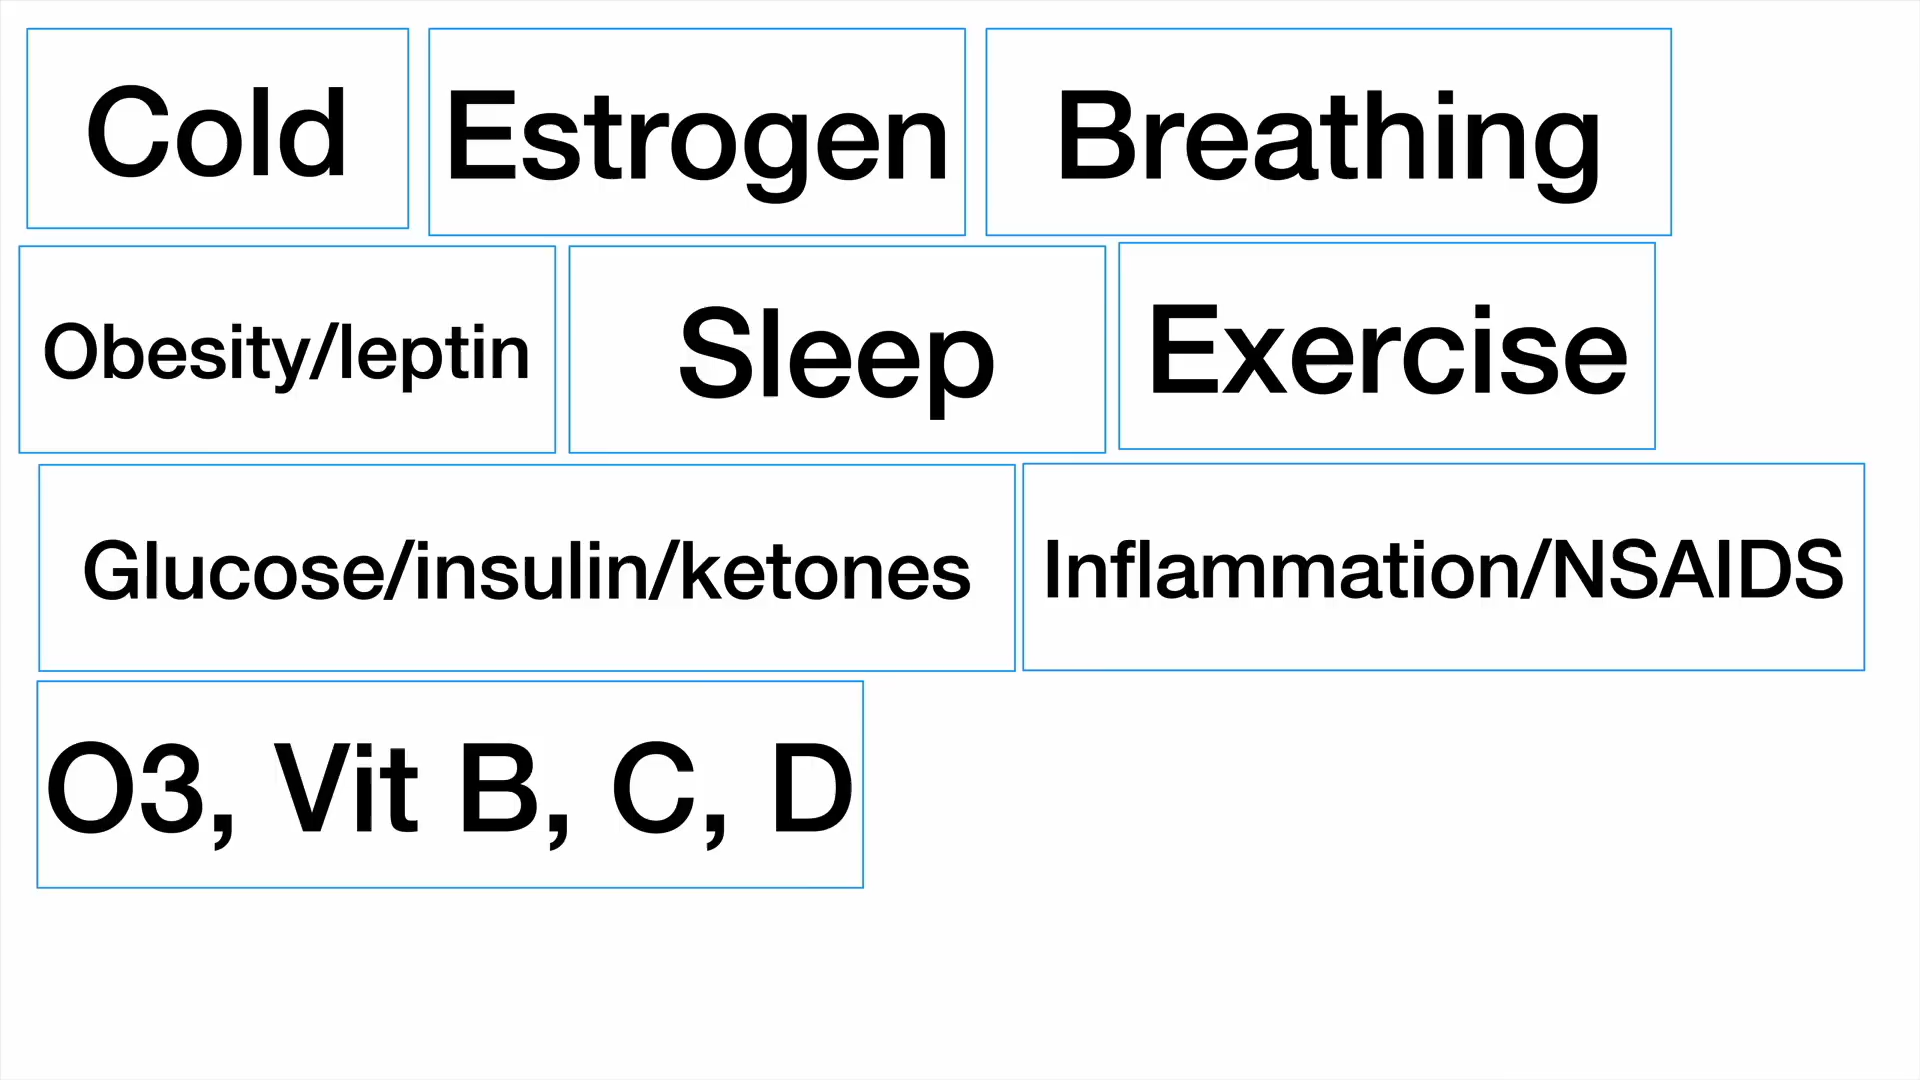 Cold Estrogen Breathing
Obesity/leptin Sleep Exercise
Glucose/insulin/ketones Inflammation/NSAIDS
O3, Vit B, C, D